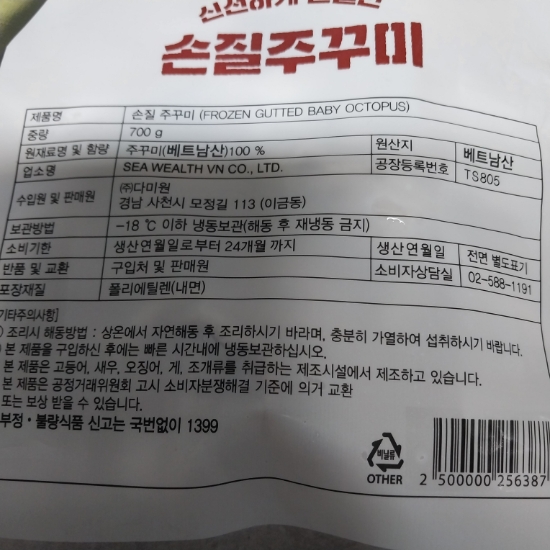 신선하게
손질주꾸미
제품명 손질 주꾸미 (FROZEN GUTTED BABY OCTOPUS)
중량 700 g
원재료명 및 함량 주꾸미(베트남산)100 % 원산지 베트남산
업소명 SEA WEALTH VN CO., LTD. 공장등록번호 TS805
수입원 및 판매원 ㈜다미원
경남 사천시 모정길 113 (이금동)
보관방법 -18 ℃ 이하 냉동보관(해동 후 재냉동 금지)
소비기한 생산연월일로부터 24개월 까지 생산연월일 전면 별도표기
반품 및 교환 구입처 및 판매원 소비자상담실 02-588-1191
포장재질 폴리에틸렌(내면)
기타주의사항]
조리시 해동방법 : 상온에서 자연해동 후 조리하시기 바라며, 충분히 가열하여 섭취하시기 바랍니다.
본 제품을 구입하신 후에는 빠른 시간내에 냉동보관하십시오.
본 제품은 고등어, 새우, 오징어, 게, 조개류를 취급하는 제조시설에서 제조하고 있습니다.
본 제품은 공정거래위원회 고시 소비자분쟁해결 기준에 의거 교환
또는 보상 받을 수 있습니다.
부정·불량식품 신고는 국번없이 1399
비닐류
OTHER
2 500000 256387